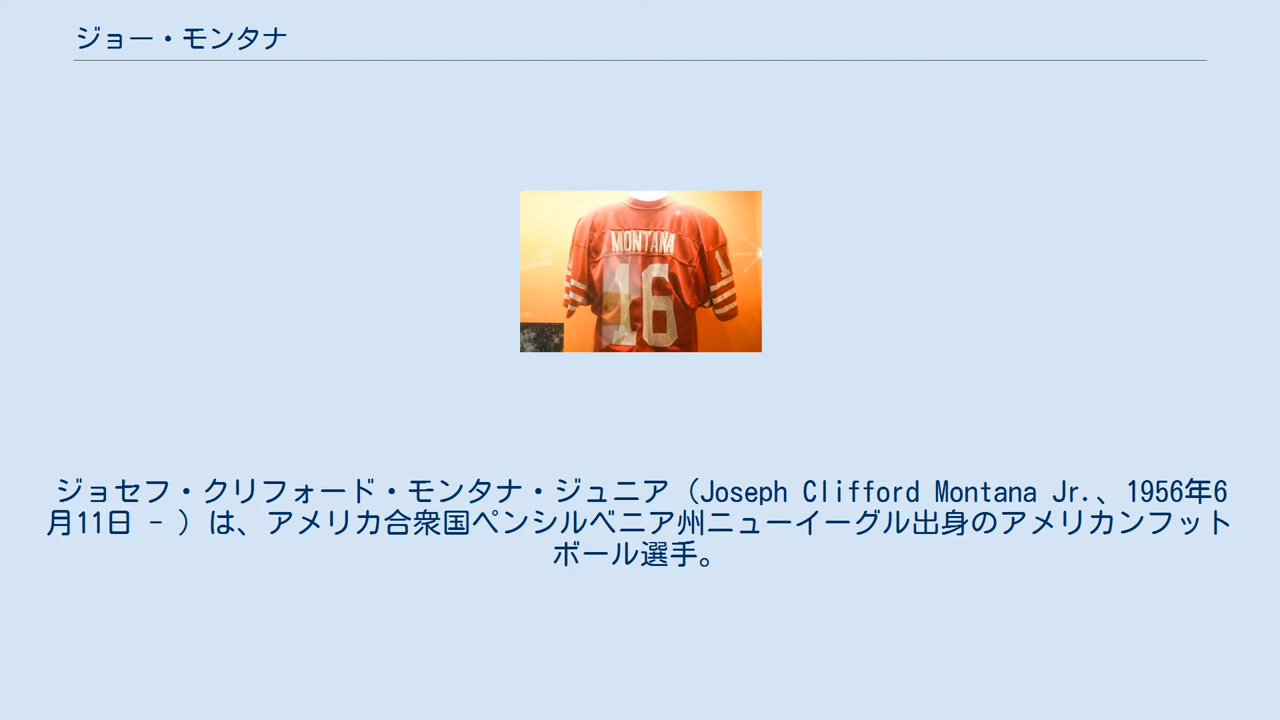 ジョー・モンタナ
MONTANA
1
16
ジョセフ・クリフォード・モンタナ・ジュニア（Joseph Clifford Montana Jr.、1956年6
月11日 - ）は、アメリカ合衆国ペンシルベニア州ニューイーグル出身のアメリカンフット
ボール選手。